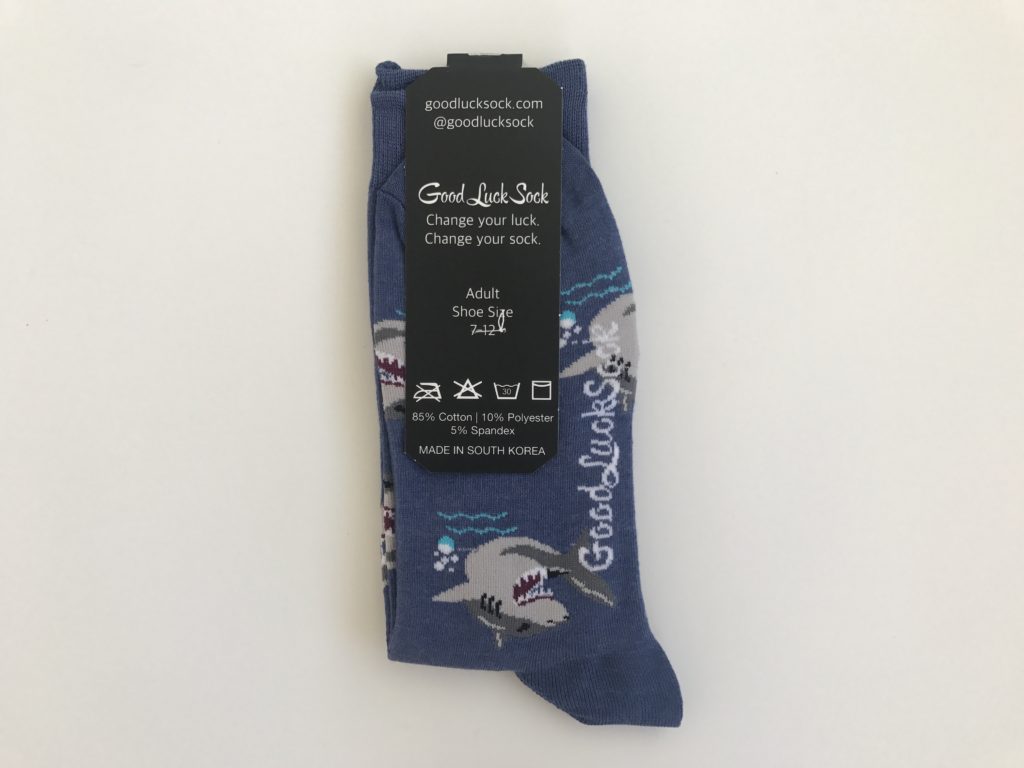 goodlucksock.com
@goodlucksock
Good Luck Sock
Change your luck.
Change your sock.
Adult
Shoe Size
7-12
30
85% Cotton | 10% Polyester
5% Spandex
MADE IN SOUTH KOREA
GoodLuckSock